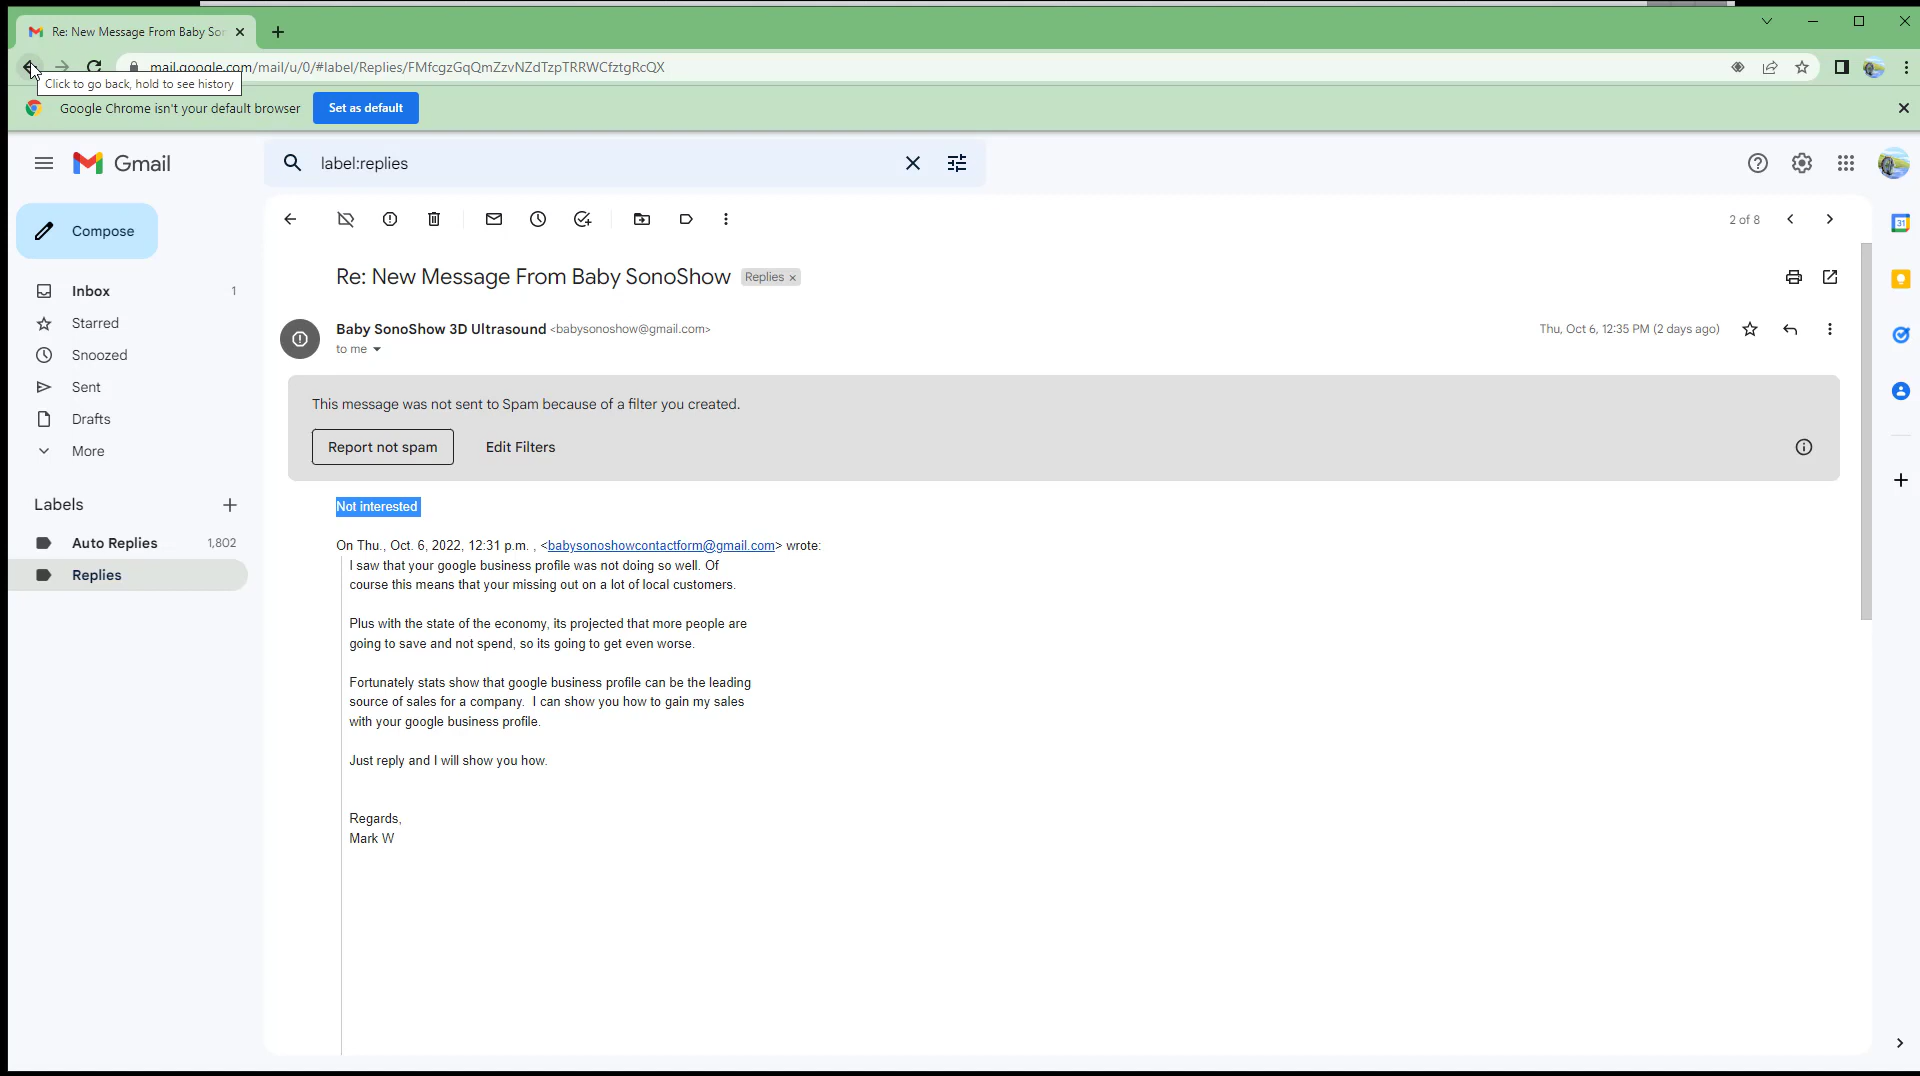 Re: New Message From Baby So
mail.google.com/mail/u/0/#label/Replies/FMfcgzGqQmZzvNZdTzpTRRWCfztgRcQX
Click to go back, hold to see history
Google Chrome isn't your default browser
Set as default
Gmail
label:replies
Compose
2 of 8
Inbox
1
Starred
Snoozed
Sent
Drafts
More
Labels
Auto Replies
1,802
Replies
Re: New Message From Baby SonoShow
Replies ×
Baby SonoShow 3D Ultrasound <babysonoshow@gmail.com>
Thu, Oct 6, 12:35 PM (2 days ago)
to me
This message was not sent to Spam because of a filter you created.
Report not spam
Edit Filters
Not interested
On Thu., Oct. 6, 2022, 12:31 p.m. , <babysonoshowcontactform@gmail.com> wrote:
I saw that your google business profile was not doing so well. Of
course this means that your missing out on a lot of local customers.
Plus with the state of the economy, its projected that more people are
going to save and not spend, so its going to get even worse.
Fortunately stats show that google business profile can be the leading
source of sales for a company.  I can show you how to gain my sales
with your google business profile.
Just reply and I will show you how.
Regards,
Mark W
31